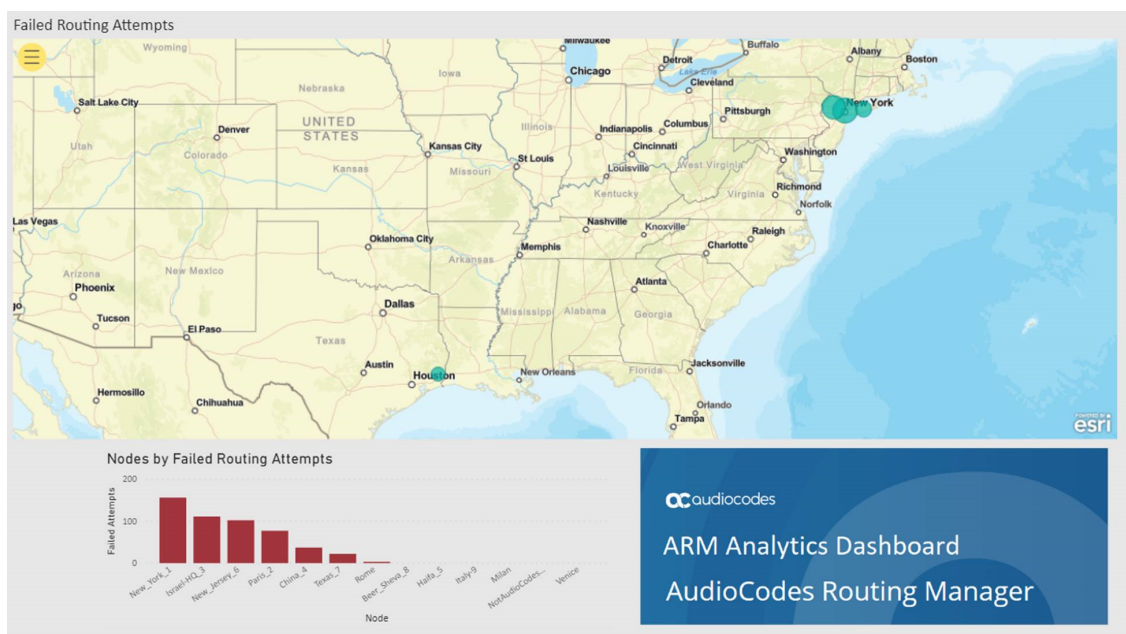 Failed Routing Attempts
Wyoming
Milwaukee
Buffalo
Albany
Boston
Detroit
Lake Erie
Chicago
Cleveland
Iowa
Nebraska
Salt Lake City
New York
Pittsburgh
UNITED
STATES
Denver
Illinois
Indianapolis
Columbus
Utah
Colorado
Kansas City
Cincinnati
Washington
Kansas
Missouri
St Louis
Louisville
West Virginia
Kentucky
Virginia
Richmond
Norfolk
Las Vegas
Nashville
Knoxville
Raleigh
Oklahoma City
Memphis
Charlotte
Arkansas
Arizona
New Mexico
Phoenix
Atlanta
Dallas
Mississippi
Alabama
Georgia
go
Tucson
El Paso
Texas
Austin
Houston
New Orleans
Florida
Jacksonville
Hermosillo
Chihuahua
Orlando
Tampa
POWERED BY
esri
Nodes by Failed Routing Attempts
200
100
0
Failed Attempts
New_York_1
Israel-HQ_3
New_Jersey_6
Paris_2
China_4
Texas_7
Rome
Beer_Sheva_8
Haifa_5
Italy-9
Milan
NotAudioCodes...
Venice
Node
audiocodes
ARM Analytics Dashboard
AudioCodes Routing Manager